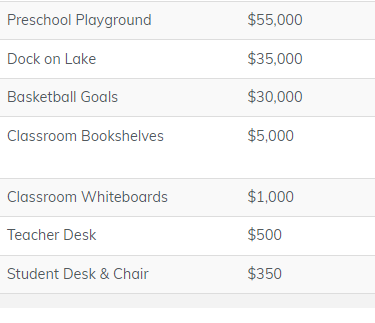 Preschool Playground $55,000
Dock on Lake $35,000
Basketball Goals $30,000
Classroom Bookshelves $5,000
Classroom Whiteboards $1,000
Teacher Desk $500
Student Desk & Chair $350